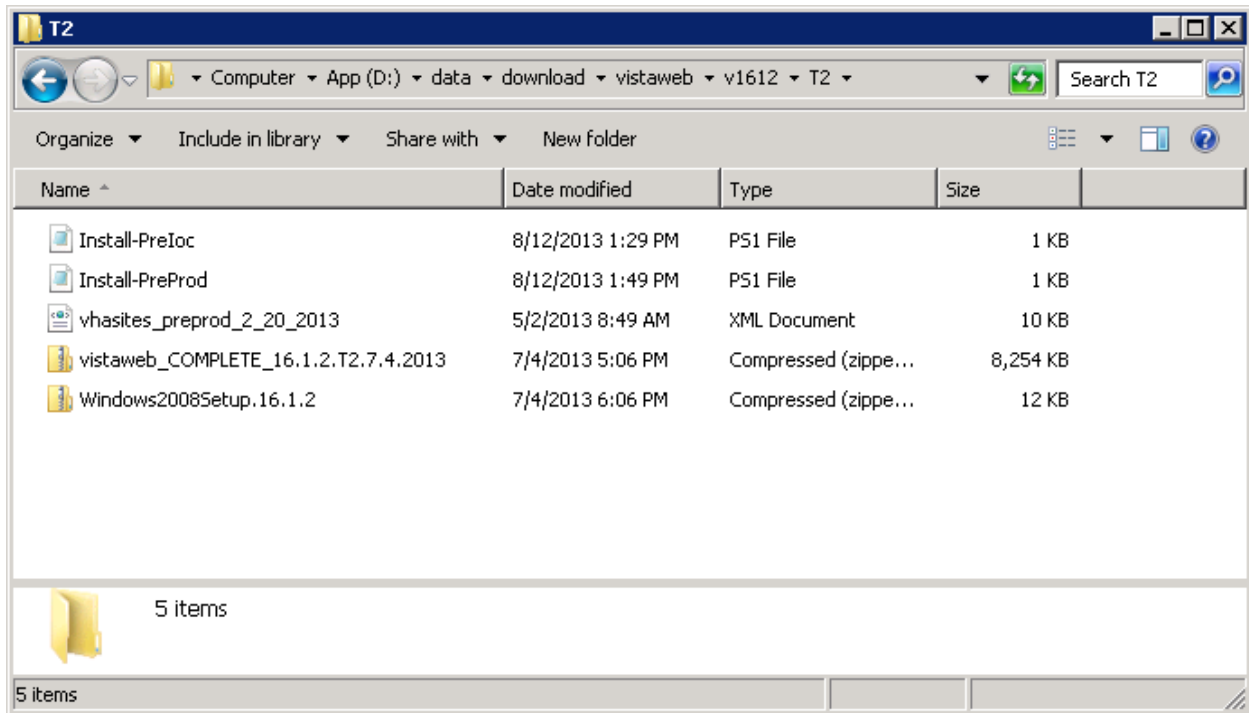 T2
Computer App (D:) data download vistaweb v1612 T2 Search T2
Organize Include in library Share with New folder
Name Date modified Type Size
Install-PreIoc 8/12/2013 1:29 PM PS1 File 1 KB
Install-PreProd 8/12/2013 1:49 PM PS1 File 1 KB
vhasites_preprod_2_20_2013 5/2/2013 8:49 AM XML Document 10 KB
vistaweb_COMPLETE_16.1.2.T2.7.4.2013 7/4/2013 5:06 PM Compressed (zippe... 8,254 KB
Windows2008Setup.16.1.2 7/4/2013 6:06 PM Compressed (zippe... 12 KB
5 items
5 items